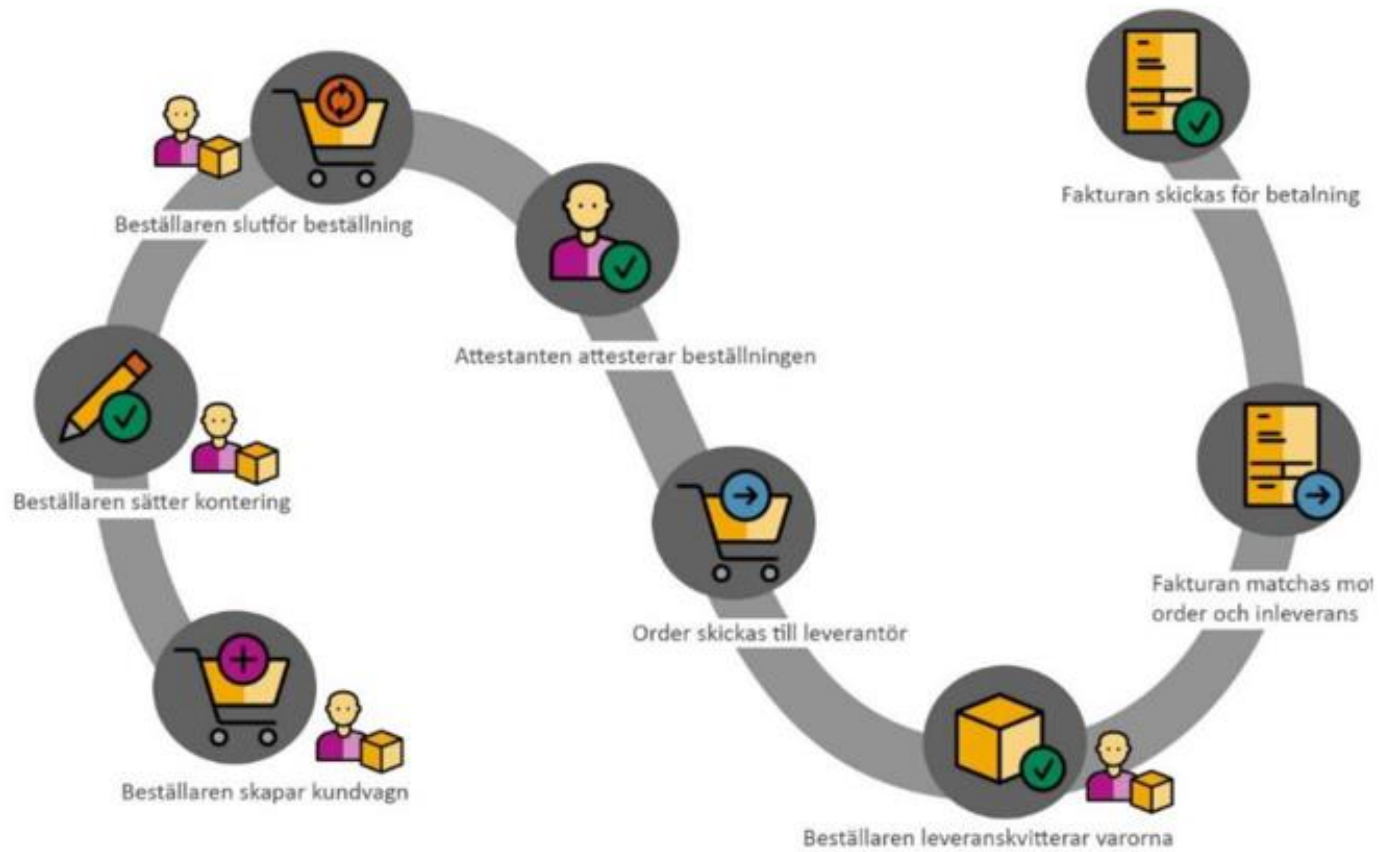 Beställaren skapar kundvagn
Beställaren sätter kontering
Beställaren slutför beställning
Attestanten attesterar beställningen
Order skickas till leverantör
Beställaren leveranskvitterar varorna
Fakturan matchas mot
order och inleverans
Fakturan skickas för betalning